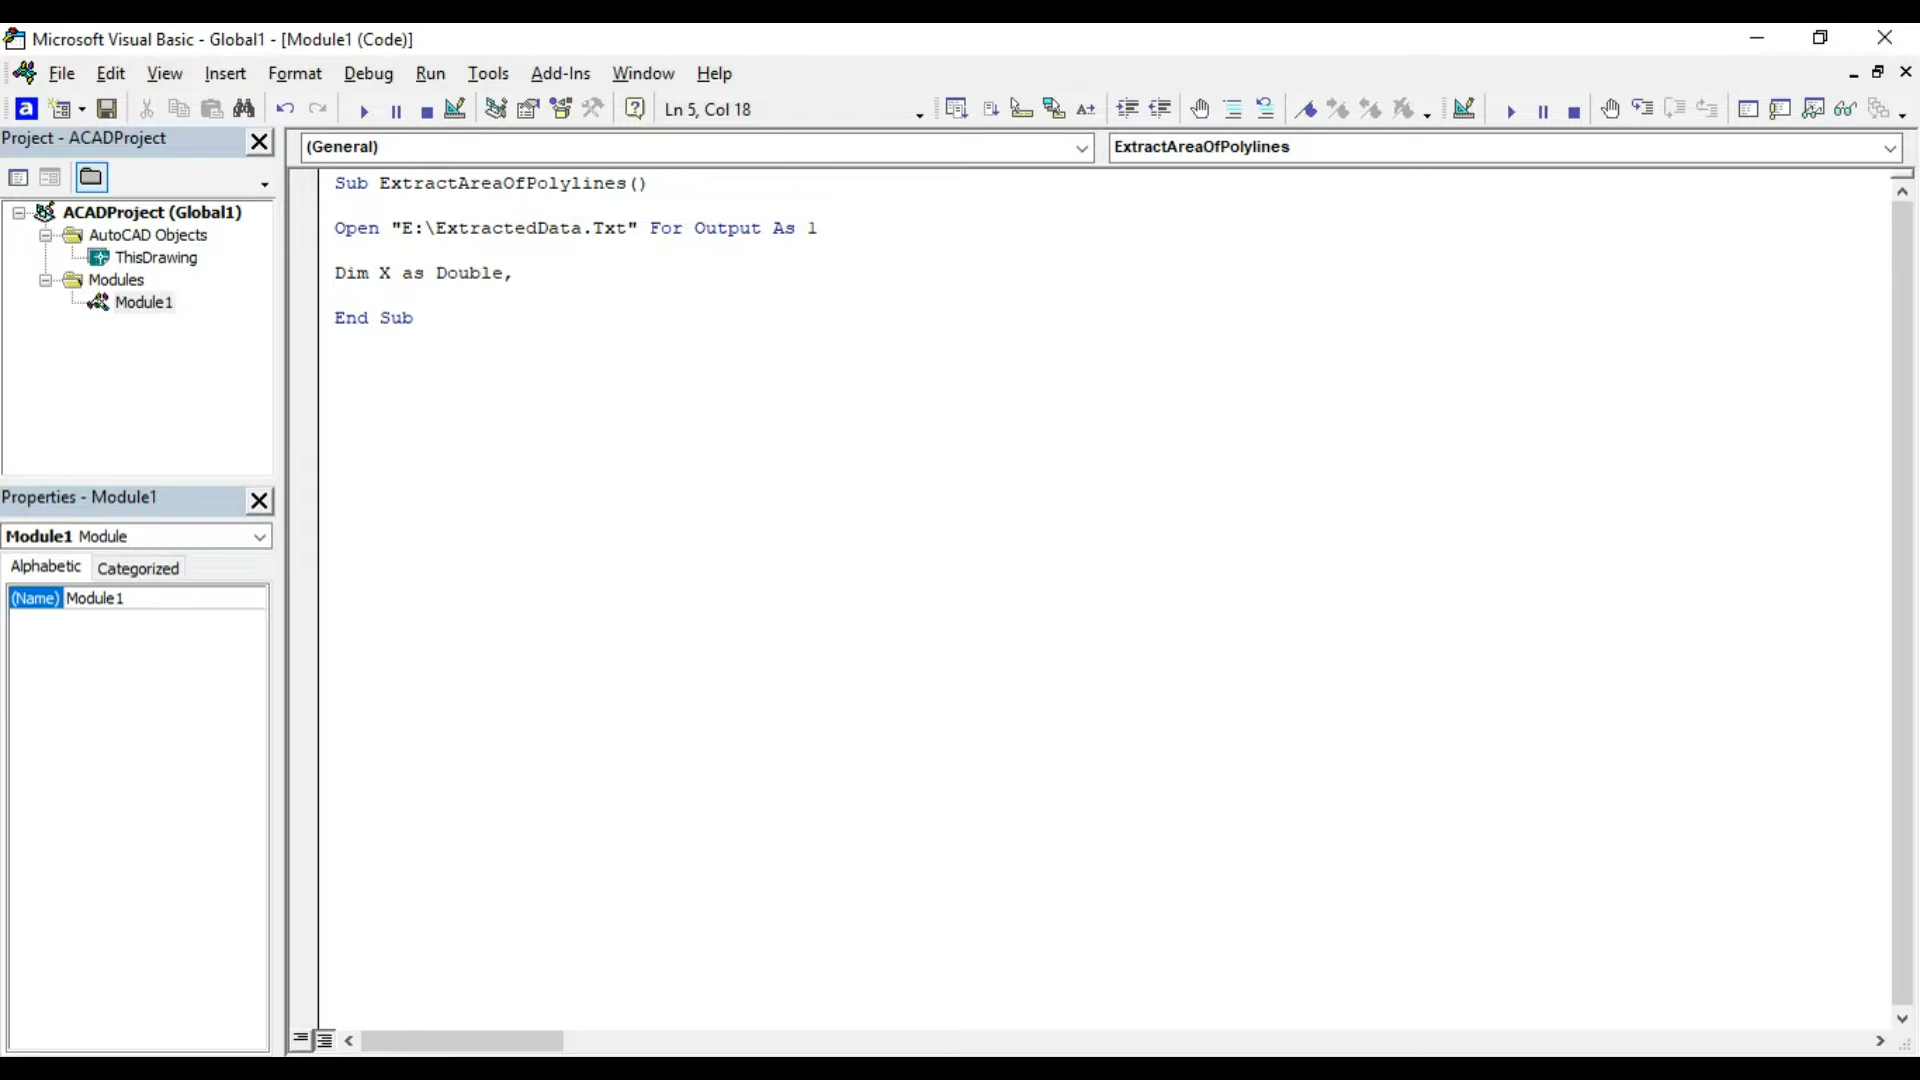 Microsoft Visual Basic - Global1 - [Module1 (Code)]
File Edit View Insert Format Debug Run Tools Add-Ins Window Help
a Ln 5, Col 18
Project - ACADProject
(General) ExtractAreaOfPolylines
ACADProject (Global1)
AutoCAD Objects
ThisDrawing
Modules
Module1
Sub ExtractAreaOfPolylines()
Open "E:\ExtractedData.Txt" For Output As 1
Dim X as Double,
End Sub
Properties - Module1
Module1 Module
Alphabetic Categorized
(Name) Module1